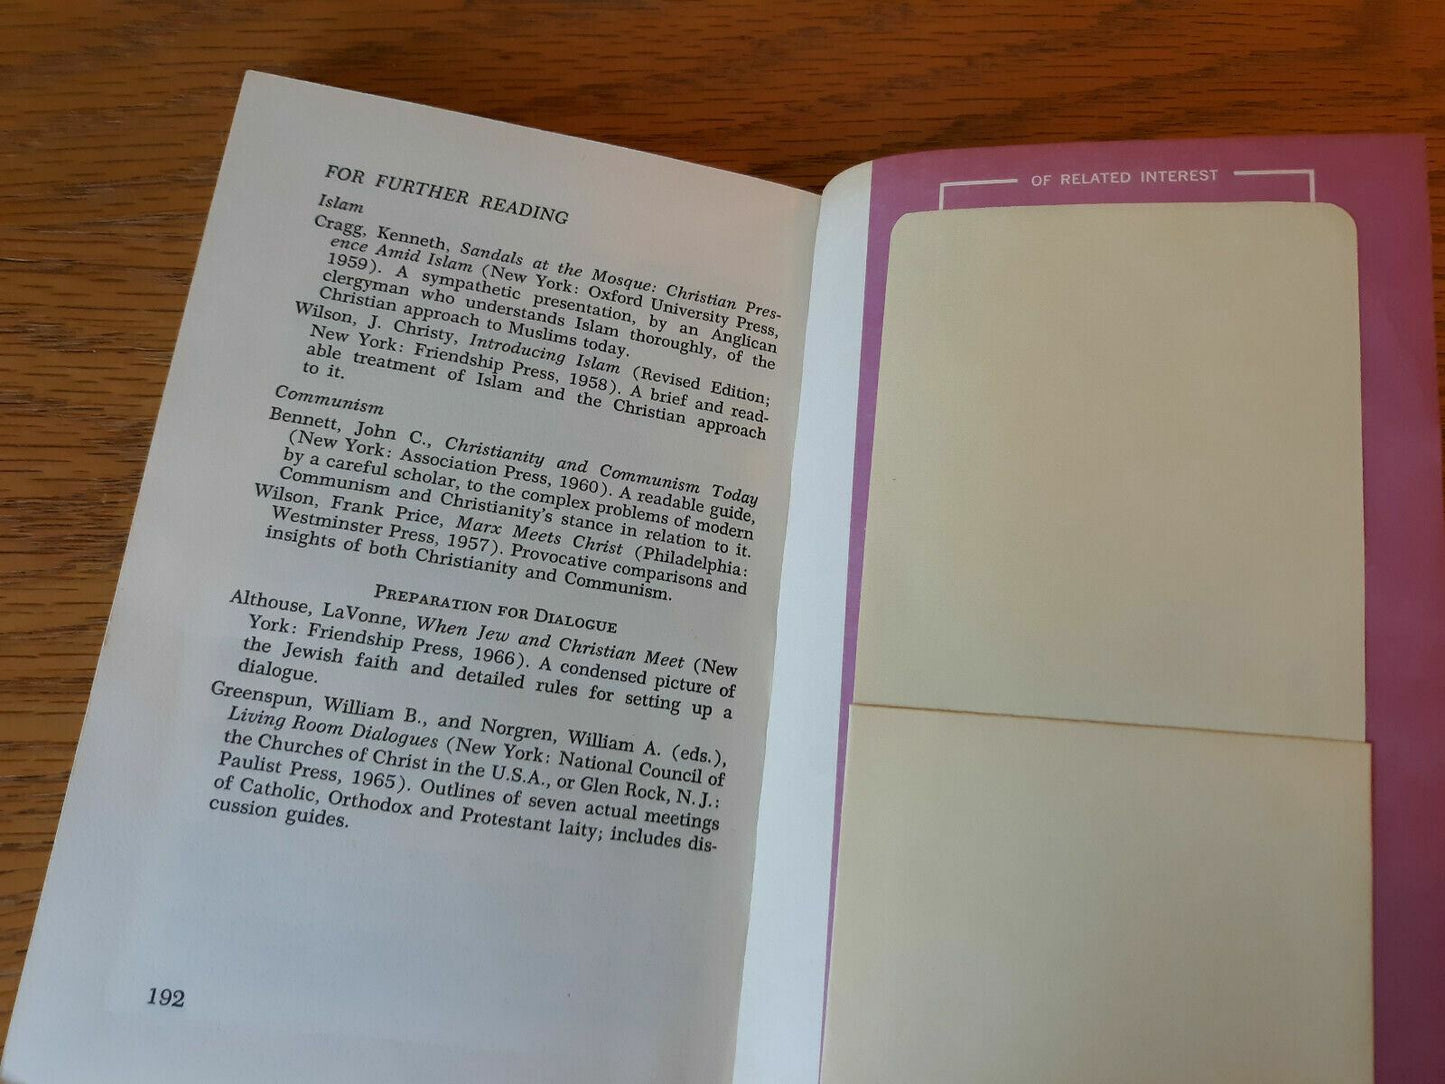 FOR FURTHER READING
Islam
Cragg, Kenneth, Sandals at the Mosque: Christian Pres-
ence Amid Islam (New York: Oxford University Press,
1959). A sympathetic presentation, by an Anglican
clergyman who understands Islam thoroughly, of the
Christian approach to Muslims today.
Wilson, J. Christy, Introducing Islam (Revised Edition;
New York: Friendship Press, 1958). A brief and read-
able treatment of Islam and the Christian approach
to it.
Communism
Bennett, John C., Christianity and Communism Today
(New York: Association Press, 1960). A readable guide,
by a careful scholar, to the complex problems of modern
Communism and Christianity's stance in relation to it.
Wilson, Frank Price, Marx Meets Christ (Philadelphia:
Westminster Press, 1957). Provocative comparisons and
insights of both Christianity and Communism.
PREPARATION FOR DIALOGUE
Althouse, LaVonne, When Jew and Christian Meet (New
York: Friendship Press, 1966). A condensed picture of
the Jewish faith and detailed rules for setting up a
dialogue.
Greenspun, William B., and Norgren, William A. (eds.),
Living Room Dialogues (New York: National Council of
the Churches of Christ in the U.S.A., or Glen Rock, N.J.:
Paulist Press, 1965). Outlines of seven actual meetings
of Catholic, Orthodox and Protestant laity; includes dis-
cussion guides.
192
OF RELATED INTEREST